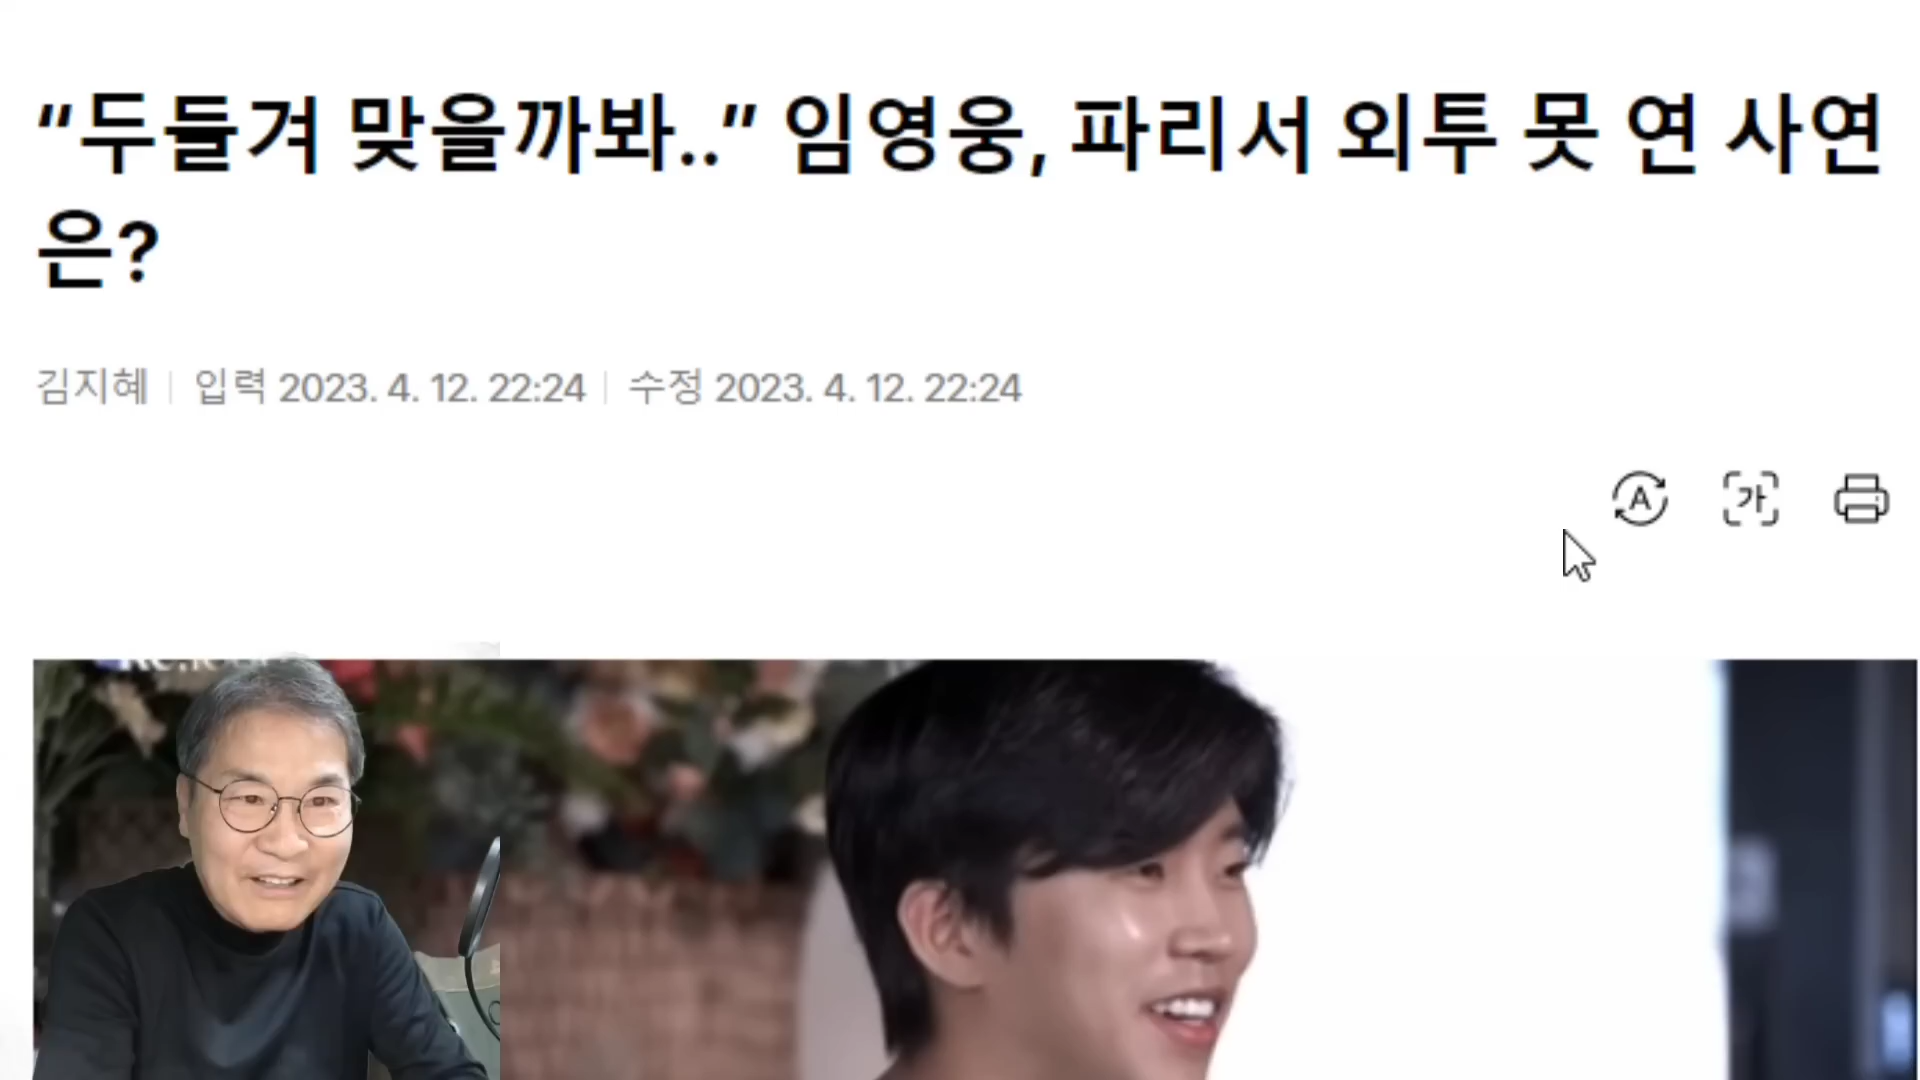 “두들겨 맞을까봐..” 임영웅, 파리서 외투 못 연 사연
은?
김지혜 | 입력 2023. 4. 12. 22:24 | 수정 2023. 4. 12. 22:24
A 가